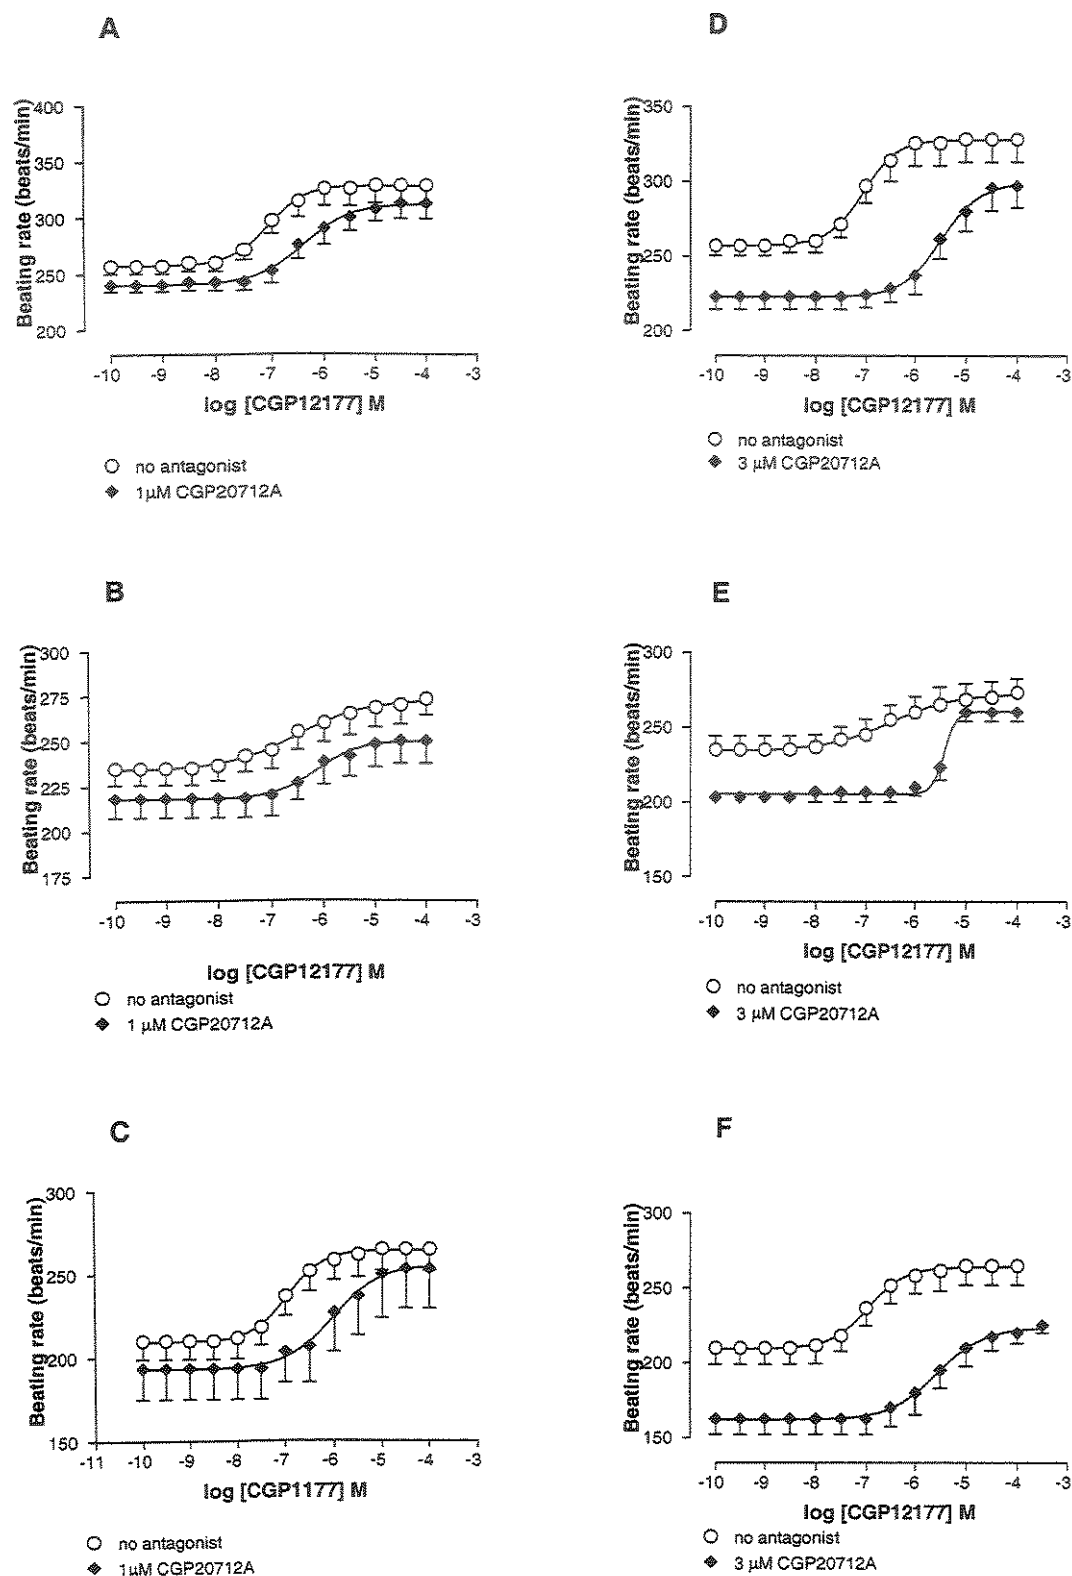 A
Beating rate (beats/min)
400
350
300
250
200
-10 -9 -8 -7 -6 -5 -4 -3
log [CGP12177] M
no antagonist
1µM CGP20712A
B
Beating rate (beats/min)
300
275
250
225
200
175
-10 -9 -8 -7 -6 -5 -4 -3
log [CGP12177] M
no antagonist
1 µM CGP20712A
C
Beating rate (beats/min)
300
250
200
150
-11 -10 -9 -8 -7 -6 -5 -4 -3
log [CGP1177] M
no antagonist
1µM CGP20712A
D
Beating rate (beats/min)
350
300
250
200
-10 -9 -8 -7 -6 -5 -4 -3
log [CGP12177] M
no antagonist
3 µM CGP20712A
E
Beating rate (beats/min)
300
250
200
150
-10 -9 -8 -7 -6 -5 -4 -3
log [CGP12177] M
no antagonist
3 µM CGP20712A
F
Beating rate (beats/min)
300
250
200
150
-10 -9 -8 -7 -6 -5 -4 -3
log [CGP12177] M
no antagonist
3 µM CGP20712A